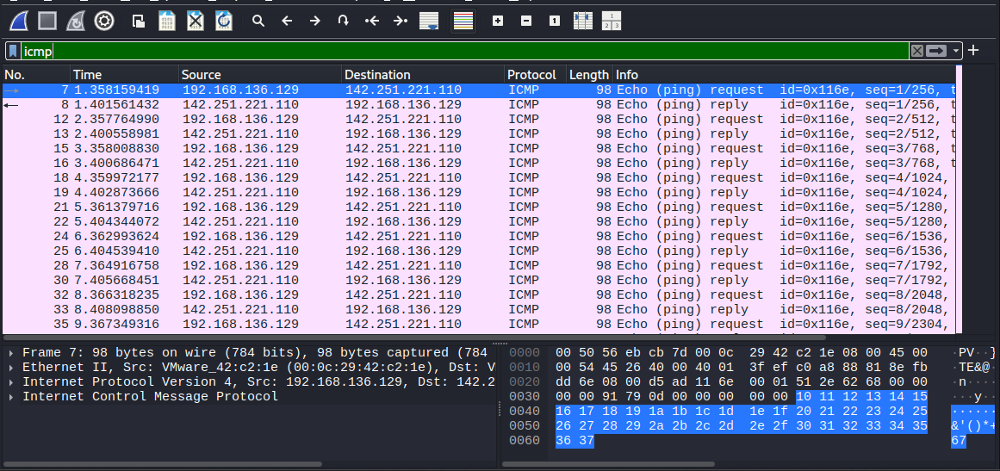 icmp
No. Time Source Destination Protocol Length Info
7 1.358159419 192.168.136.129 142.251.221.110 ICMP 98 Echo (ping) request id=0x116e, seq=1/256, t
8 1.401561432 142.251.221.110 192.168.136.129 ICMP 98 Echo (ping) reply id=0x116e, seq=1/256, t
12 2.357764990 192.168.136.129 142.251.221.110 ICMP 98 Echo (ping) request id=0x116e, seq=2/512, t
13 2.400558981 142.251.221.110 192.168.136.129 ICMP 98 Echo (ping) reply id=0x116e, seq=2/512, t
15 3.358008830 192.168.136.129 142.251.221.110 ICMP 98 Echo (ping) request id=0x116e, seq=3/768, t
16 3.400686471 142.251.221.110 192.168.136.129 ICMP 98 Echo (ping) reply id=0x116e, seq=3/768, t
18 4.359972177 192.168.136.129 142.251.221.110 ICMP 98 Echo (ping) request id=0x116e, seq=4/1024,
19 4.402873666 142.251.221.110 192.168.136.129 ICMP 98 Echo (ping) reply id=0x116e, seq=4/1024,
21 5.361379716 192.168.136.129 142.251.221.110 ICMP 98 Echo (ping) request id=0x116e, seq=5/1280,
22 5.404344072 142.251.221.110 192.168.136.129 ICMP 98 Echo (ping) reply id=0x116e, seq=5/1280,
24 6.362993624 192.168.136.129 142.251.221.110 ICMP 98 Echo (ping) request id=0x116e, seq=6/1536,
25 6.404539410 142.251.221.110 192.168.136.129 ICMP 98 Echo (ping) reply id=0x116e, seq=6/1536,
28 7.364916758 192.168.136.129 142.251.221.110 ICMP 98 Echo (ping) request id=0x116e, seq=7/1792,
30 7.405668451 142.251.221.110 192.168.136.129 ICMP 98 Echo (ping) reply id=0x116e, seq=7/1792,
32 8.366318235 192.168.136.129 142.251.221.110 ICMP 98 Echo (ping) request id=0x116e, seq=8/2048,
33 8.408098850 142.251.221.110 192.168.136.129 ICMP 98 Echo (ping) reply id=0x116e, seq=8/2048,
35 9.367349316 192.168.136.129 142.251.221.110 ICMP 98 Echo (ping) request id=0x116e, seq=9/2304,
Frame 7: 98 bytes on wire (784 bits), 98 bytes captured (784
Ethernet II, Src: VMware_42:c2:1e (00:0c:29:42:c2:1e), Dst: V
Internet Protocol Version 4, Src: 192.168.136.129, Dst: 142.2
Internet Control Message Protocol
0000 00 50 56 eb cb 7d 00 0c 29 42 c2 1e 08 00 45 00 ·PV··}
0010 00 54 45 26 40 00 40 01 3f ef c0 a8 88 81 8e fb ·TE&@
0020 dd 6e 08 00 d5 ad 11 6e 00 01 51 2e 62 68 00 00 ·n····
0030 00 00 91 79 0d 00 00 00 00 00 10 11 12 13 14 15 ···y··
0040 16 17 18 19 1a 1b 1c 1d 1e 1f 20 21 22 23 24 25 ······
0050 26 27 28 29 2a 2b 2c 2d 2e 2f 30 31 32 33 34 35 &'()*+
0060 36 37 67